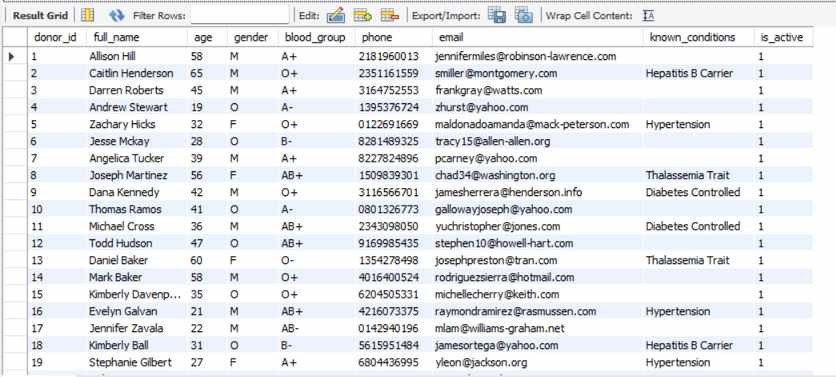 Result Grid Filter Rows: Edit: Export/Import: Wrap Cell Content: IA
donor_id full_name age gender blood_group phone email known_conditions is_active
1 Allison Hill 58 M A+ 2181960013 jennifermiles@robinson-lawrence.com 1
2 Caitlin Henderson 65 M O+ 2351161559 smiller@montgomery.com Hepatitis B Carrier 1
3 Darren Roberts 45 M A+ 3164752553 frankgray@watts.com 1
4 Andrew Stewart 19 O A- 1395376724 zhurst@yahoo.com 1
5 Zachary Hicks 32 F O+ 0122691669 maldonadoamanda@mack-peterson.com Hypertension 1
6 Jesse Mckay 28 O B- 8281489325 tracy15@allen-allen.org 1
7 Angelica Tucker 39 M A+ 8227824896 pcarney@yahoo.com 1
8 Joseph Martinez 56 F AB+ 1509839301 chad34@washington.org Thalassemia Trait 1
9 Dana Kennedy 42 M O+ 3116566701 jamesherrera@henderson.info Diabetes Controlled 1
10 Thomas Ramos 41 O A- 0801326773 gallowayjoseph@yahoo.com 1
11 Michael Cross 36 M AB+ 2343098050 yuchristopher@jones.com Diabetes Controlled 1
12 Todd Hudson 47 O AB+ 9169985435 stephen10@howell-hart.com 1
13 Daniel Baker 60 F O- 1354278498 josephpreston@tran.com Thalassemia Trait 1
14 Mark Baker 58 M O+ 4016400524 rodriguezsierra@hotmail.com 1
15 Kimberly Davenp... 35 O O+ 6204505331 michellecherry@keith.com 1
16 Evelyn Galvan 21 M AB+ 4216073375 raymondramirez@rasmussen.com Hypertension 1
17 Jennifer Zavala 22 M AB- 0142940196 mlam@williams-graham.net 1
18 Kimberly Ball 31 O B- 5615951484 jamesortega@yahoo.com Hepatitis B Carrier 1
19 Stephanie Gilbert 27 F A+ 6804436995 yleon@jackson.org Hypertension 1